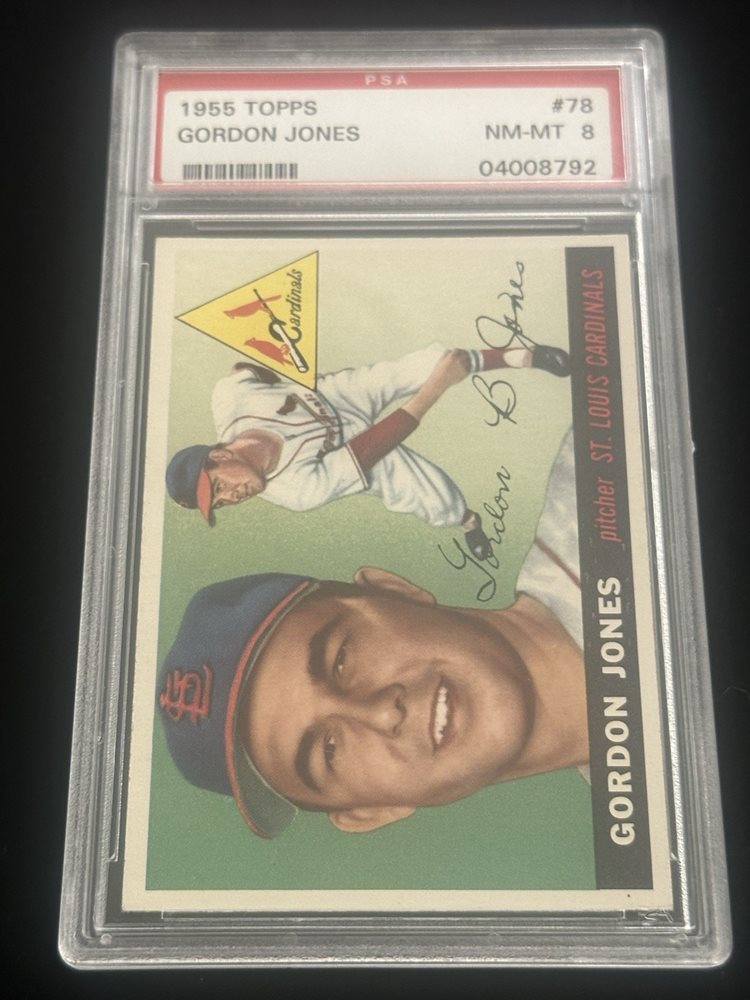 PSA
1955 TOPPS #78
GORDON JONES NM-MT 8
04008792
Cardinals
Gordon B Jones
StL
GORDON JONES pitcher ST. LOUIS CARDINALS